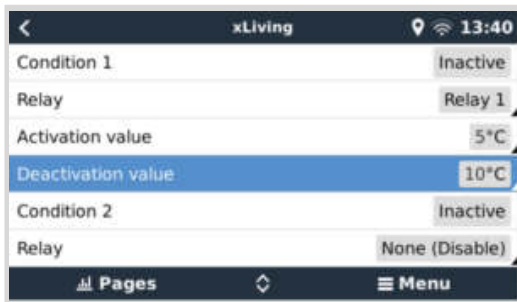 xLiving 13:40
Condition 1 Inactive
Relay Relay 1
Activation value 5°C
Deactivation value 10°C
Condition 2 Inactive
Relay None (Disable)
Pages Menu